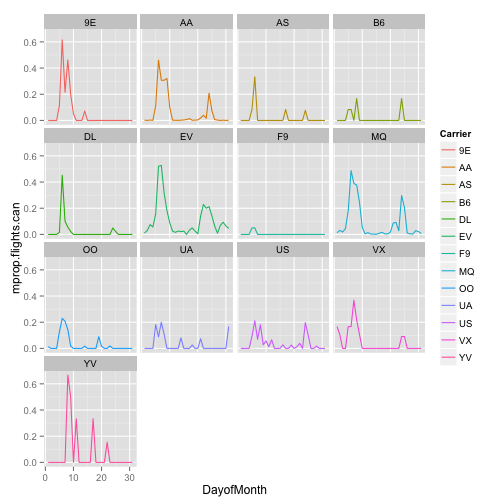 9E AA AS B6
0.6
0.4
0.2
0.0
DL EV F9 MQ
0.6
0.4
0.2
0.0
OO UA US VX
0.6
0.4
0.2
0.0
YV
0.6
0.4
0.2
0.0
0 10 20 30
DayofMonth
mprop.flights.can
Carrier
9E
AA
AS
B6
DL
EV
F9
MQ
OO
UA
US
VX
YV